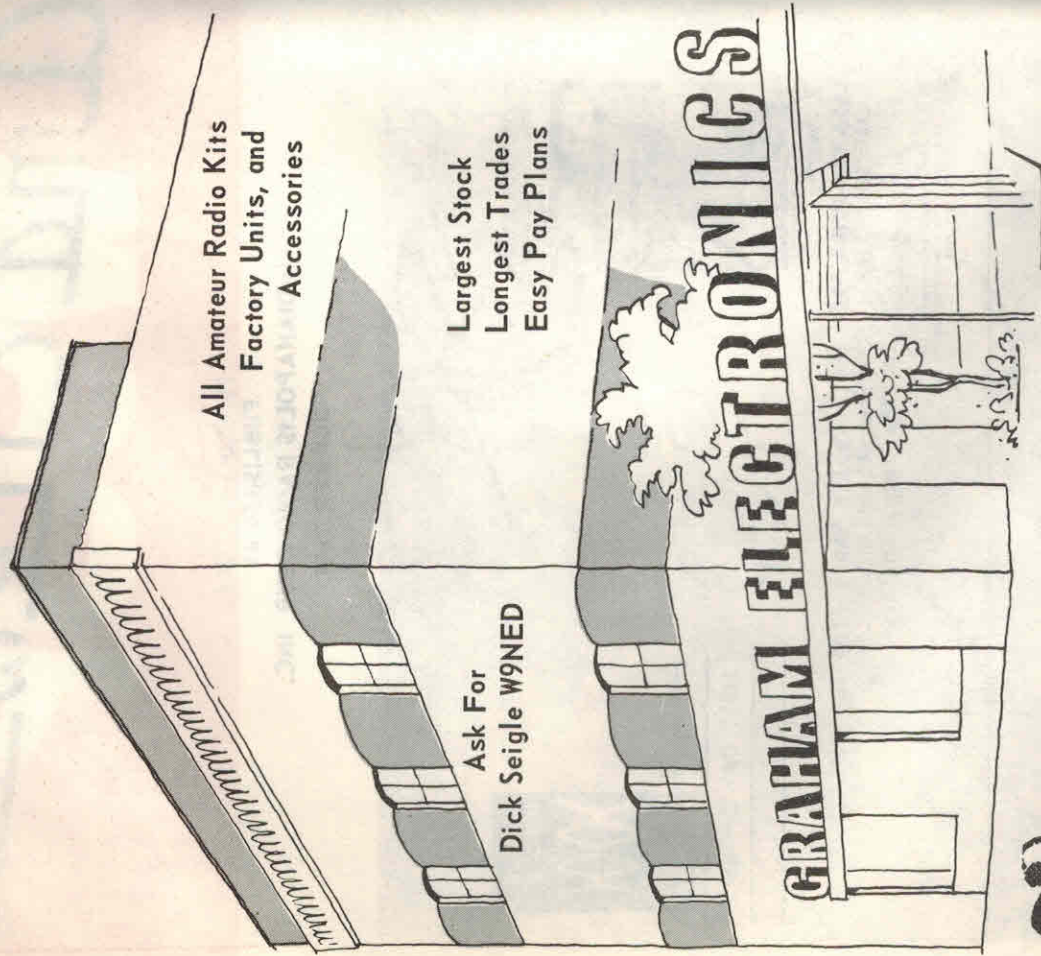 All Amateur Radio Kits
Factory Units, and
Accessories
Largest Stock
Longest Trades
Easy Pay Plans
Ask For
Dick Seigle W9NED
GRAHAM ELECTRONICS